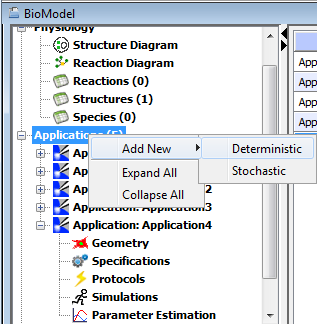 BioModel
Physiology
Structure Diagram
Reaction Diagram
Reactions (0)
Structures (1)
Species (0)
Applications (5)
Add New
Deterministic
Stochastic
Expand All
Collapse All
Ap
Ap
Ap 2
Application: Application3
Application: Application4
Geometry
Specifications
Protocols
Simulations
Parameter Estimation
App
App
App
App